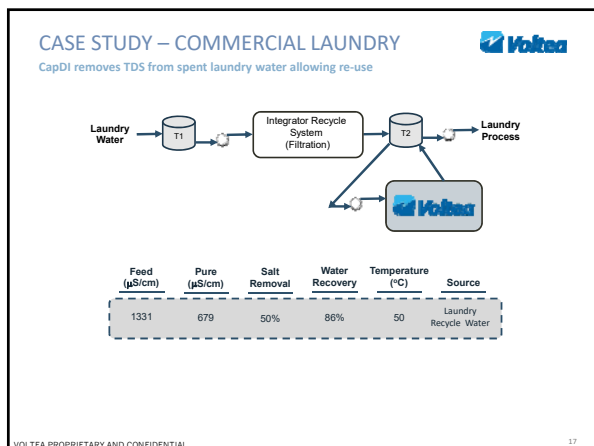 CASE STUDY – COMMERCIAL LAUNDRY
Voltea
CapDI removes TDS from spent laundry water allowing re-use
Laundry
Water
T1
Integrator Recycle
System
(Filtration)
T2
Laundry
Process
Voltea
Feed
(µS/cm)
Pure
(µS/cm)
Salt
Removal
Water
Recovery
Temperature
(°C)
Source
1331
679
50%
86%
50
Laundry
Recycle Water
VOLTEA PROPRIETARY AND CONFIDENTIAL
17